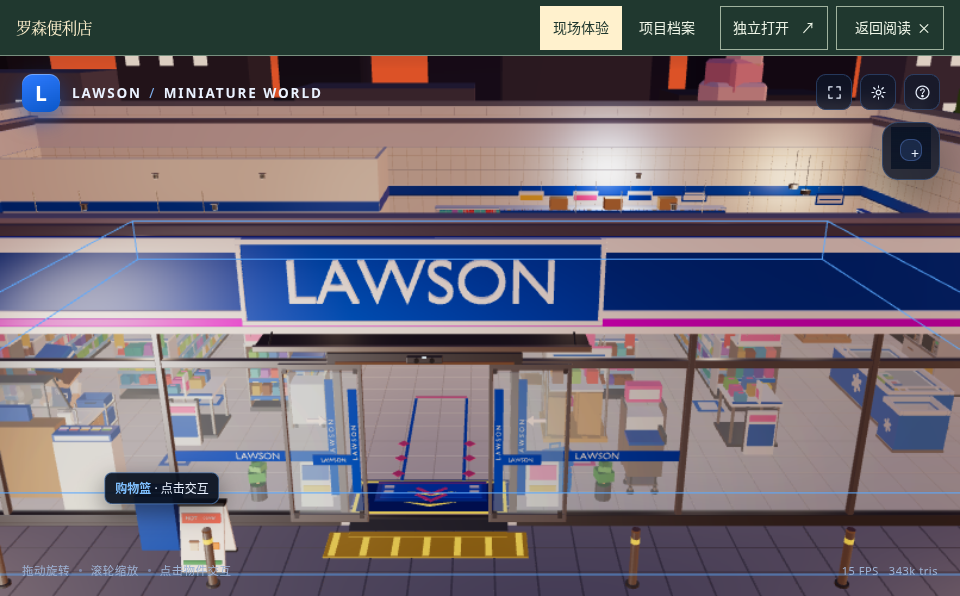 罗森便利店
现场体验
项目档案
独立打开 ↗
返回阅读 ×
L
LAWSON / MINIATURE WORLD
LAWSON
LAWSON
LAWSON
LAWSON
LAWSON
LAWSON
LAWSON
LAWSON
LAWSON
购物篮 · 点击交互
拖动旋转 • 滚轮缩放 • 点击物件交互
15 FPS 343k tris